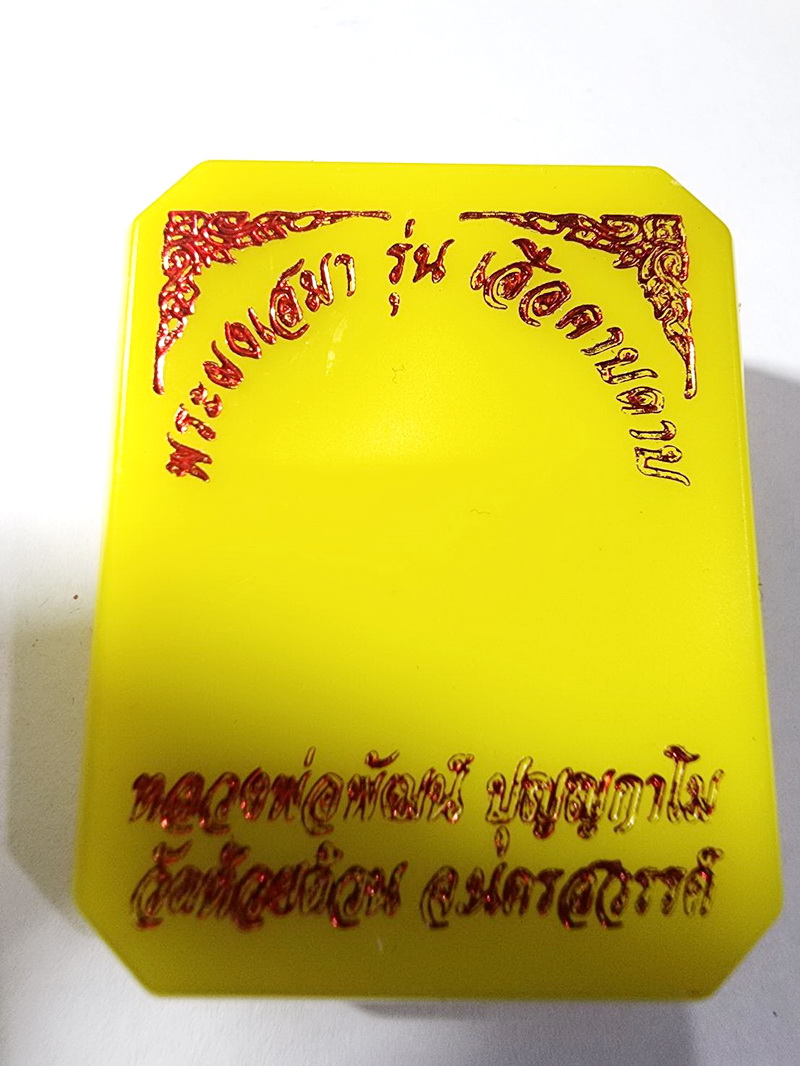 พระผงเสมา รุ่น เสือคาบดาบ
หลวงพ่อพัฒน์ ปุญญกาโม
วัดห้วยด้วน จ.นครสวรรค์